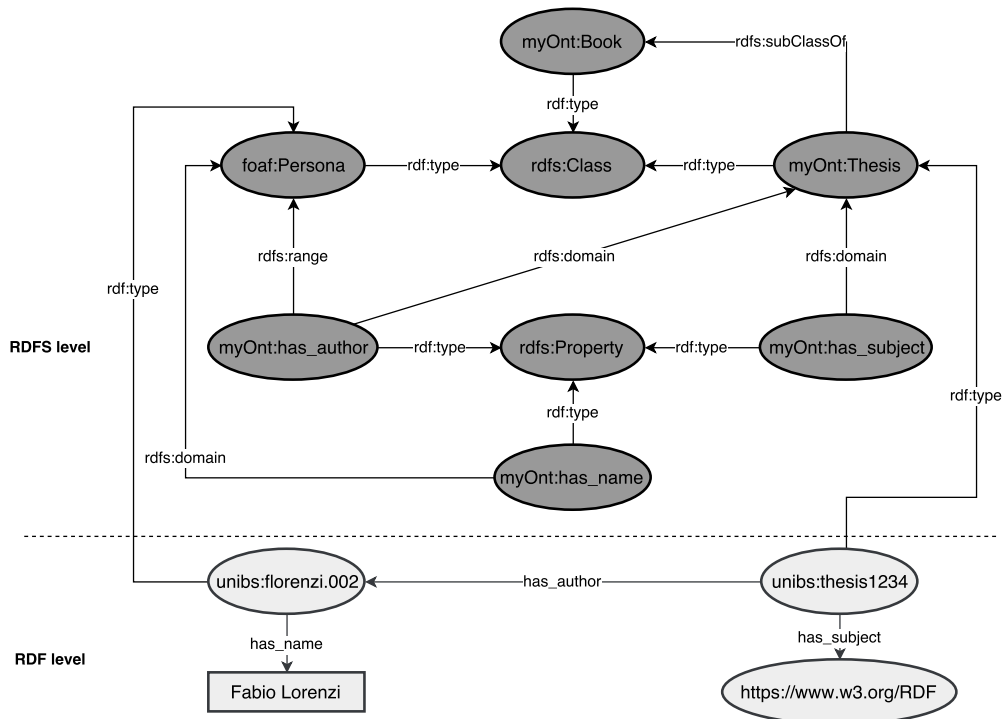 myOnt:Book
rdfs:subClassOf
rdf:type
foaf:Persona
rdf:type
rdfs:Class
rdf:type
myOnt:Thesis
rdfs:range
rdfs:domain
rdfs:domain
rdf:type
RDFS level
myOnt:has_author
rdf:type
rdfs:Property
rdf:type
myOnt:has_subject
rdf:type
rdf:type
rdfs:domain
myOnt:has_name
unibs:florenzi.002
has_author
unibs:thesis1234
has_name
has_subject
RDF level
Fabio Lorenzi
https://www.w3.org/RDF